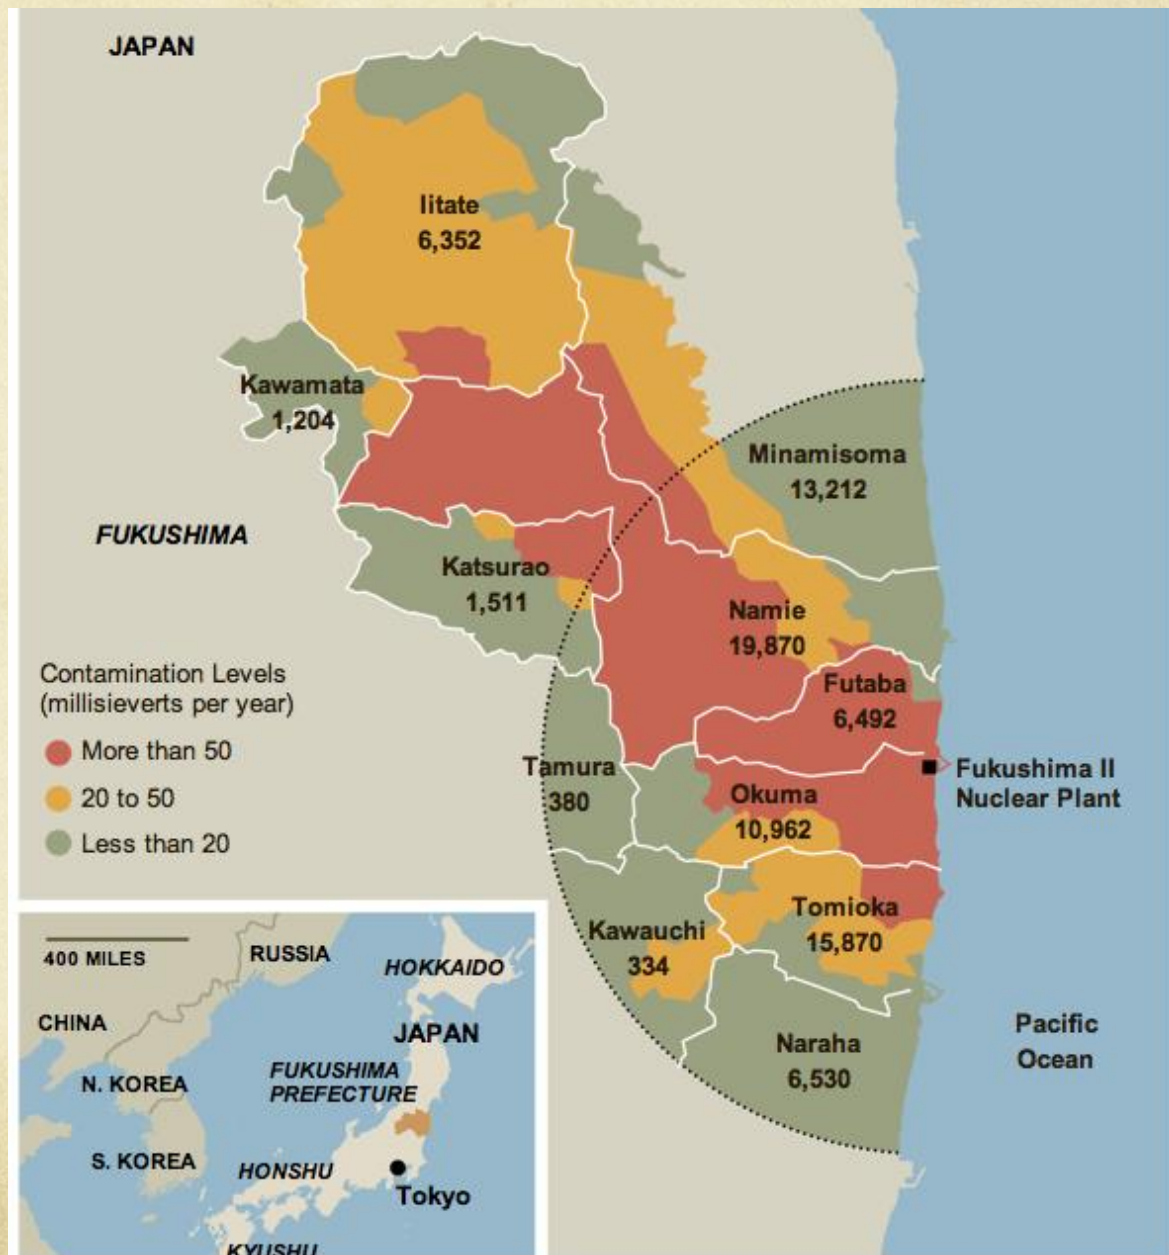 JAPAN
Iitate
6,352
Kawamata
1,204
Minamisoma
13,212
FUKUSHIMA
Katsurao
1,511
Namie
19,870
Contamination Levels
(millisieverts per year)
More than 50
20 to 50
Less than 20
Futaba
6,492
Tamura
380
Okuma
10,962
Fukushima II
Nuclear Plant
Kawauchi
334
Tomioka
15,870
Naraha
6,530
Pacific
Ocean
400 MILES
RUSSIA
HOKKAIDO
CHINA
JAPAN
N. KOREA
FUKUSHIMA
PREFECTURE
S. KOREA
HONSHU
Tokyo
KYUSHU